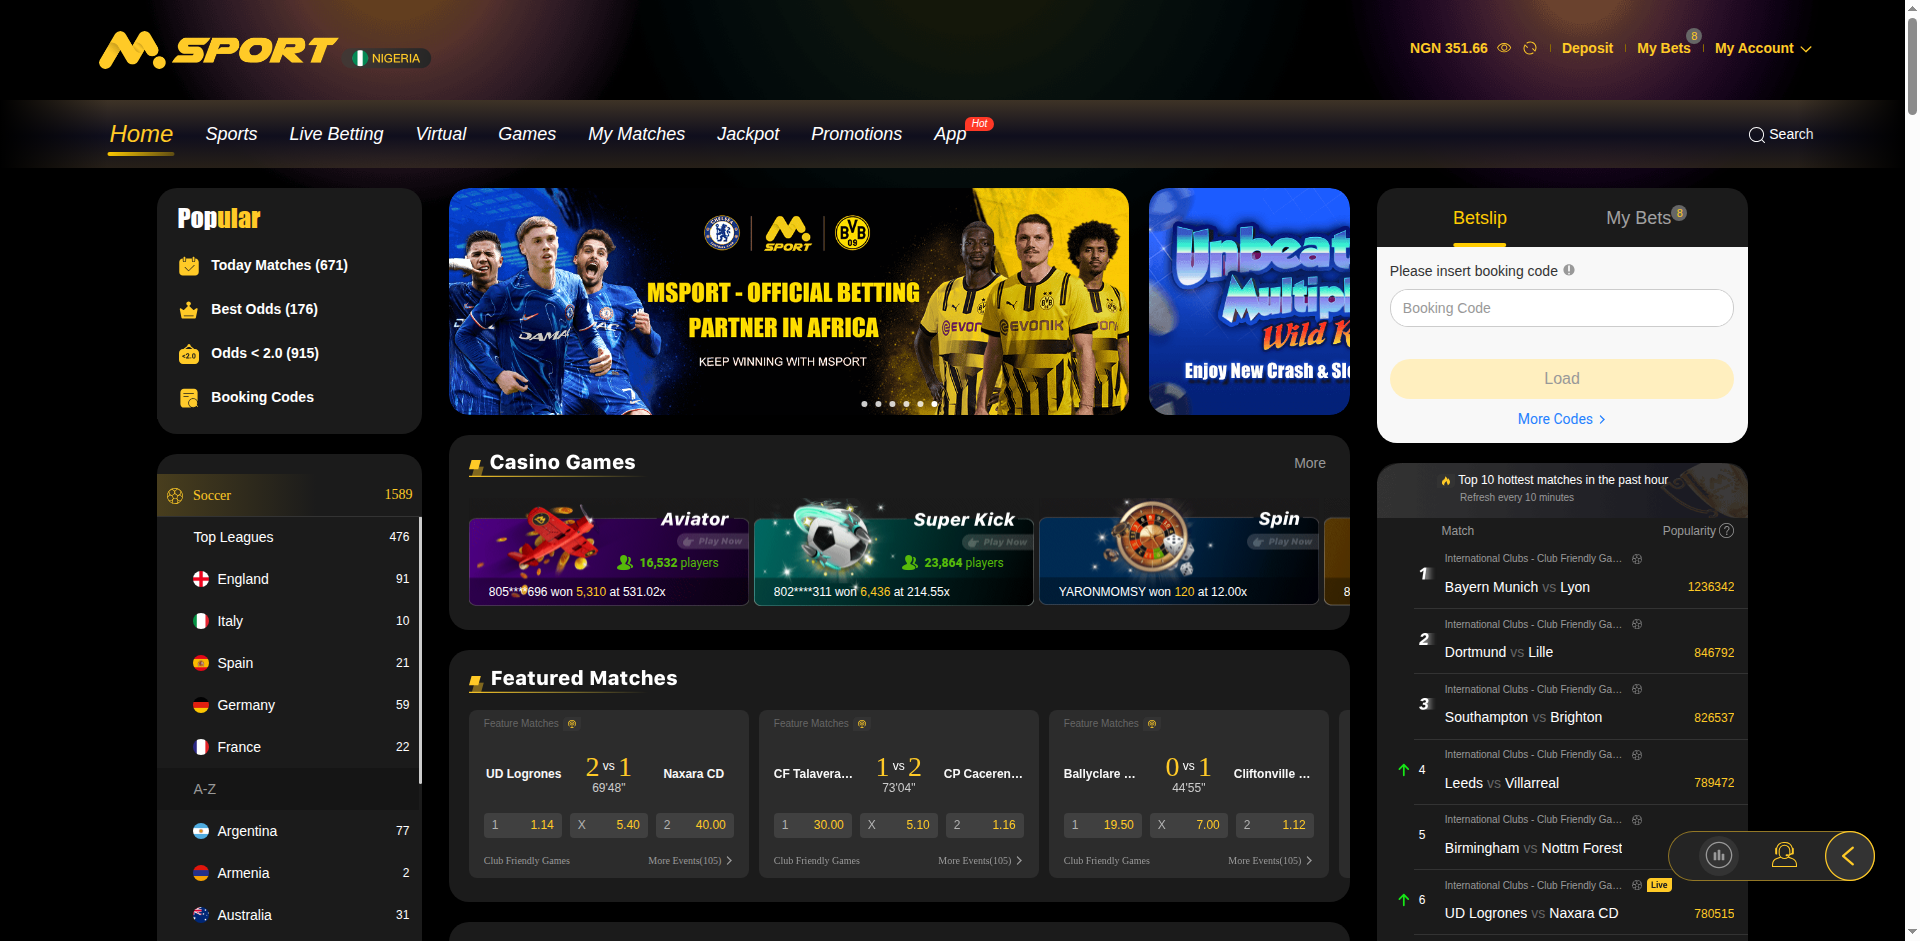 M.SPORT
NIGERIA
NGN 351.66
Deposit
My Bets
8
My Account
Home
Sports
Live Betting
Virtual
Games
My Matches
Jackpot
Promotions
App
Hot
Search
Popular
Today Matches (671)
Best Odds (176)
Odds < 2.0 (915)
Booking Codes
Soccer 1589
Top Leagues 476
England 91
Italy 10
Spain 21
Germany 59
France 22
A-Z
Argentina 77
Armenia 2
Australia 31
MSPORT - OFFICIAL BETTING
PARTNER IN AFRICA
KEEP WINNING WITH MSPORT
Unbeat
Multipl
Wild K
Enjoy New Crash & Sl
Casino Games
More
Aviator
Play Now
16,532 players
805****696 won 5,310 at 531.02x
Super Kick
Play Now
23,864 players
802****311 won 6,436 at 214.55x
Spin
Play Now
YARONMOMSY won 120 at 12.00x
8
Featured Matches
Feature Matches
UD Logrones 2 vs 1 Naxara CD
69'48"
1 1.14 X 5.40 2 40.00
Club Friendly Games More Events(105)
Feature Matches
CF Talavera... 1 vs 2 CP Caceren...
73'04"
1 30.00 X 5.10 2 1.16
Club Friendly Games More Events(105)
Feature Matches
Ballyclare ... 0 vs 1 Cliftonville ...
44'55"
1 19.50 X 7.00 2 1.12
Club Friendly Games More Events(105)
Betslip
My Bets
8
Please insert booking code
Booking Code
Load
More Codes
Top 10 hottest matches in the past hour
Refresh every 10 minutes
Match Popularity ?
International Clubs - Club Friendly Ga...
1 Bayern Munich vs Lyon 1236342
International Clubs - Club Friendly Ga...
2 Dortmund vs Lille 846792
International Clubs - Club Friendly Ga...
3 Southampton vs Brighton 826537
International Clubs - Club Friendly Ga...
4 Leeds vs Villarreal 789472
International Clubs - Club Friendly Ga...
5 Birmingham vs Nottm Forest
International Clubs - Club Friendly Ga... Live
6 UD Logrones vs Naxara CD 780515